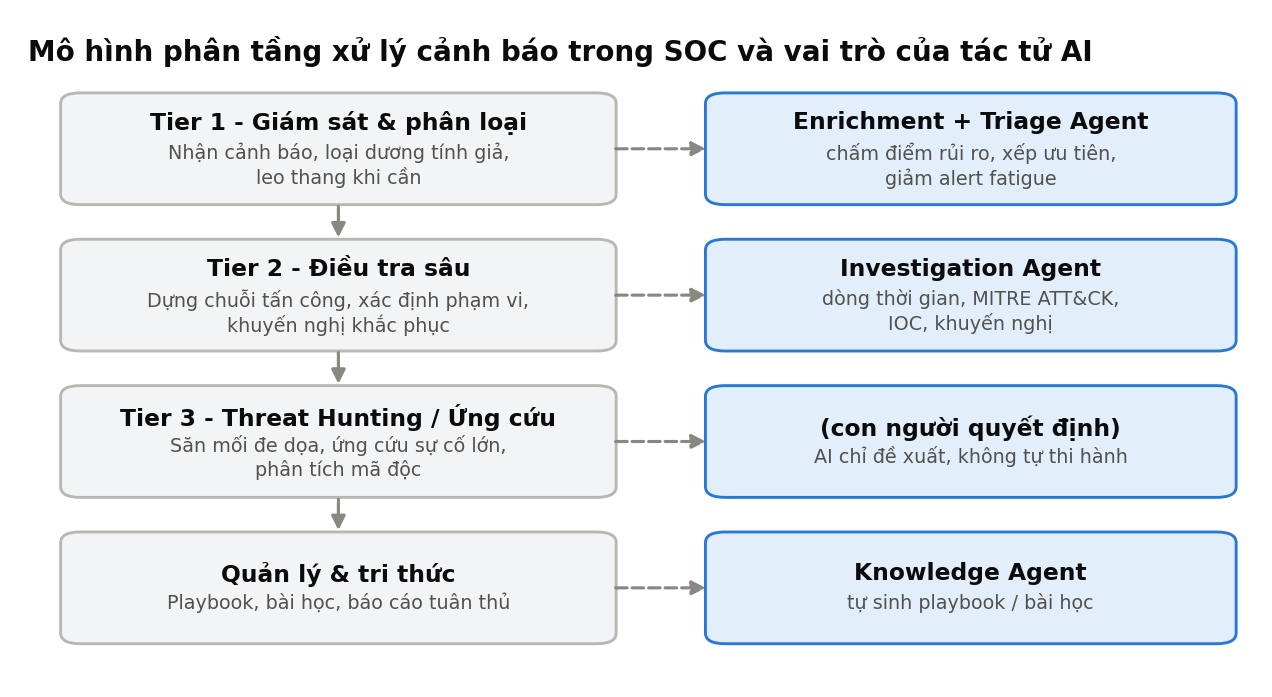 Mô hình phân tầng xử lý cảnh báo trong SOC và vai trò của tác tử AI
Tier 1 - Giám sát & phân loại
Nhận cảnh báo, loại dương tính giả,
leo thang khi cần
Enrichment + Triage Agent
chấm điểm rủi ro, xếp ưu tiên,
giảm alert fatigue
Tier 2 - Điều tra sâu
Dựng chuỗi tấn công, xác định phạm vi,
khuyến nghị khắc phục
Investigation Agent
dòng thời gian, MITRE ATT&CK,
IOC, khuyến nghị
Tier 3 - Threat Hunting / Ứng cứu
Săn mối đe dọa, ứng cứu sự cố lớn,
phân tích mã độc
(con người quyết định)
AI chỉ đề xuất, không tự thi hành
Quản lý & tri thức
Playbook, bài học, báo cáo tuân thủ
Knowledge Agent
tự sinh playbook / bài học